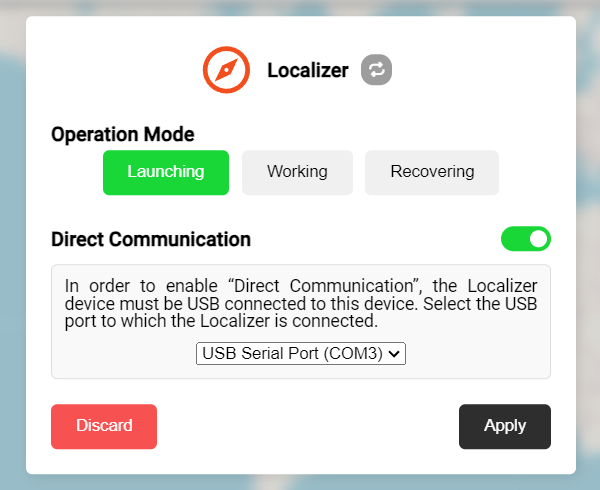 Localizer
Operation Mode
Launching Working Recovering
Direct Communication
In order to enable “Direct Communication”, the Localizer
device must be USB connected to this device. Select the USB
port to which the Localizer is connected.
USB Serial Port (COM3)
Discard Apply